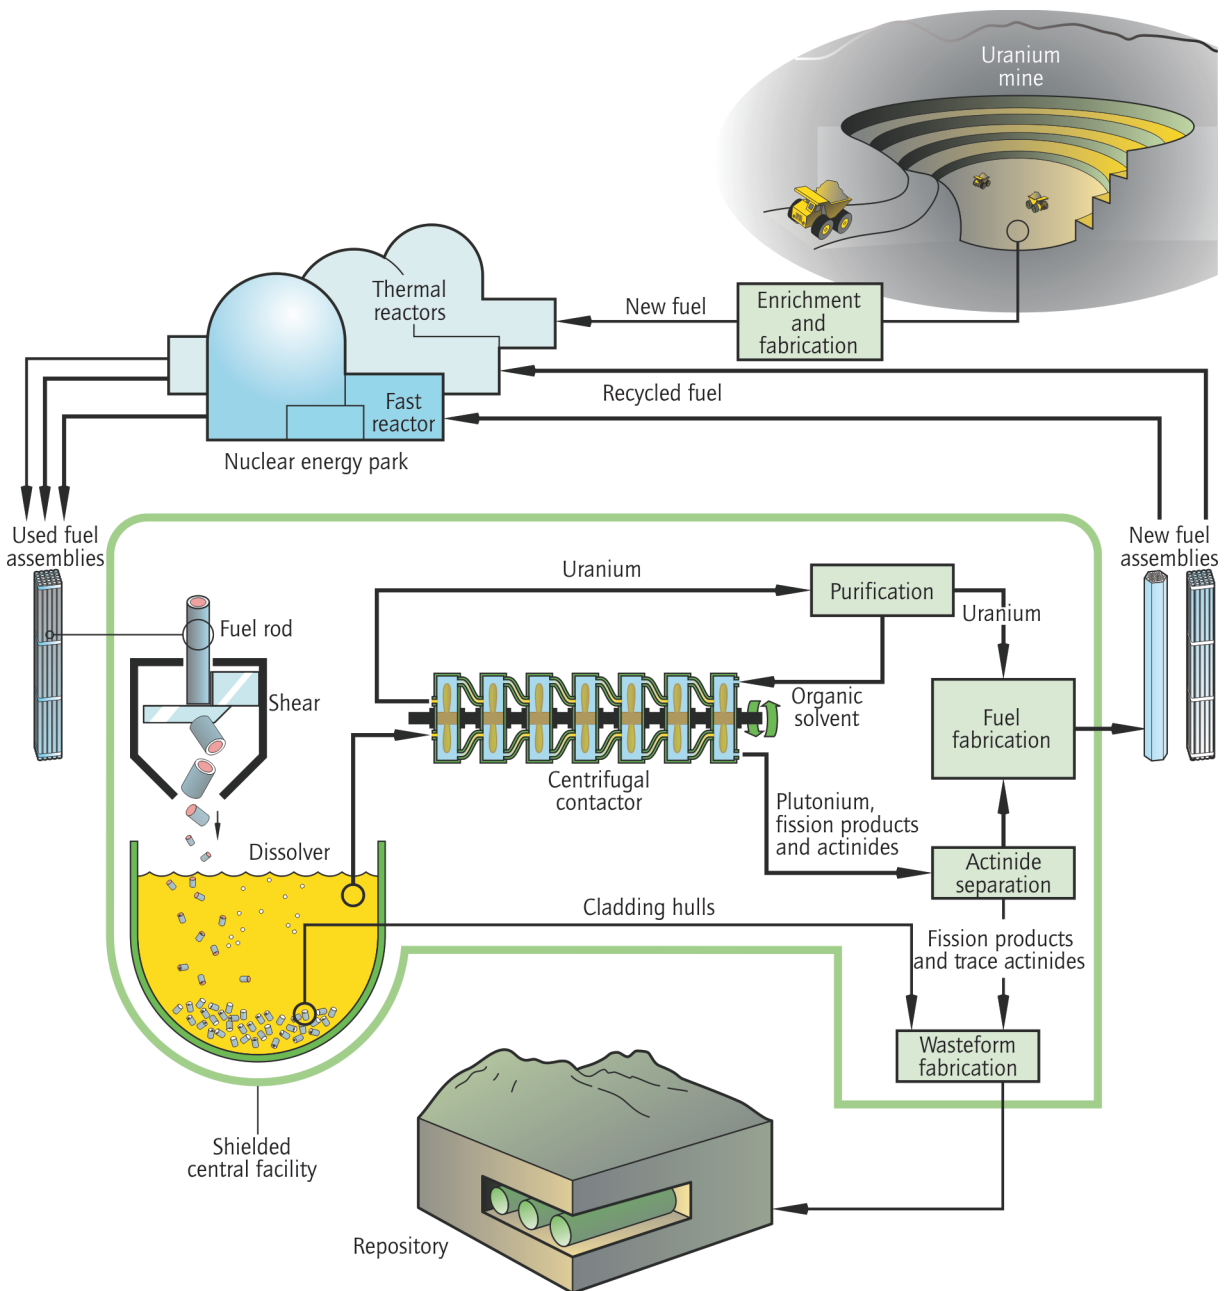 Uranium
mine
Thermal
reactors
New fuel
Enrichment
and
fabrication
Recycled fuel
Fast
reactor
Nuclear energy park
Used fuel
assemblies
New fuel
assemblies
Uranium
Purification
Uranium
Fuel rod
Shear
Organic
solvent
Fuel
fabrication
Centrifugal
contactor
Plutonium,
fission products
and actinides
Dissolver
Actinide
separation
Cladding hulls
Fission products
and trace actinides
Wasteform
fabrication
Shielded
central facility
Repository